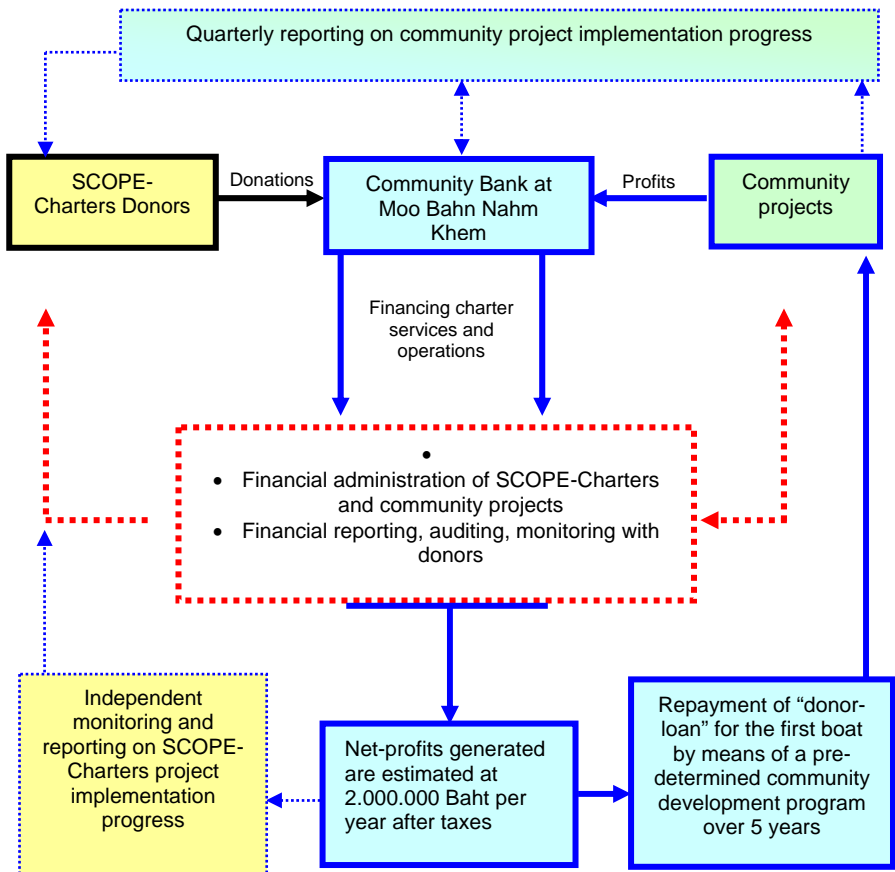 Quarterly reporting on community project implementation progress
SCOPE-
Charters Donors
Donations
Community Bank at
Moo Bahn Nahm
Khem
Profits
Community
projects
Financing charter
services and
operations
•
• Financial administration of SCOPE-Charters
and community projects
• Financial reporting, auditing, monitoring with
donors
Independent
monitoring and
reporting on SCOPE-
Charters project
implementation
progress
Net-profits generated
are estimated at
2.000.000 Baht per
year after taxes
Repayment of “donor-
loan” for the first boat
by means of a pre-
determined community
development program
over 5 years